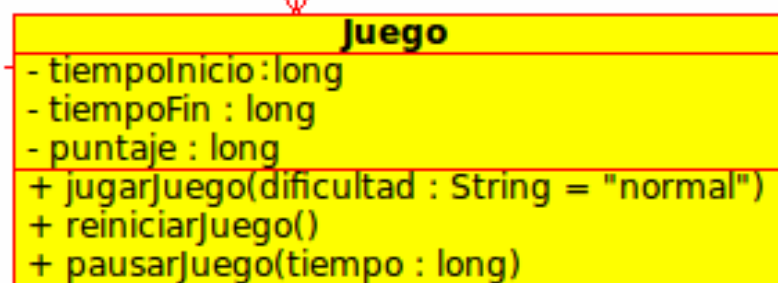 Juego
- tiempoInicio:long
- tiempoFin : long
- puntaje : long
+ jugarJuego(dificultad : String = "normal")
+ reiniciarJuego()
+ pausarJuego(tiempo : long)